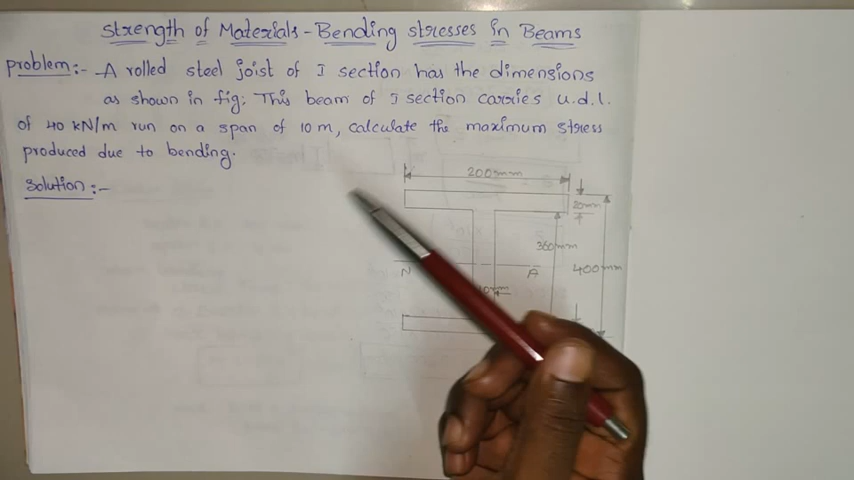 Strength of Materials - Bending stresses in Beams
Problem:- A rolled steel joist of I section has the dimensions
as shown in fig: This beam of I section carries u.d.l.
of 40 kN/m run on a span of 10 m, calculate the maximum stress
produced due to bending.
Solution:-
200mm
20mm
360mm
400mm
N
A